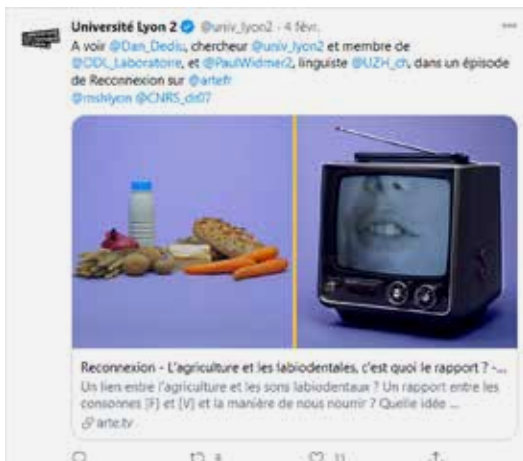 Université Lyon 2 @univ_lyon2 · 4 févr.
A voir @Dan_Dediu, chercheur @univ_lyon2 et membre de
@DDL_Laboratoire, et @PaulWidmer2, linguiste @UZH_ch, dans un épisode
de Reconnexion sur @artefr
@mshlyon @CNRS_dr07
Reconnexion - L'agriculture et les labiodentales, c'est quoi le rapport ? -...
Un lien entre l'agriculture et les sons labiodentaux ? Un rapport entre les
consonnes [F] et [V] et la manière de nous nourrir ? Quelle idée ...
arte.tv
8 11